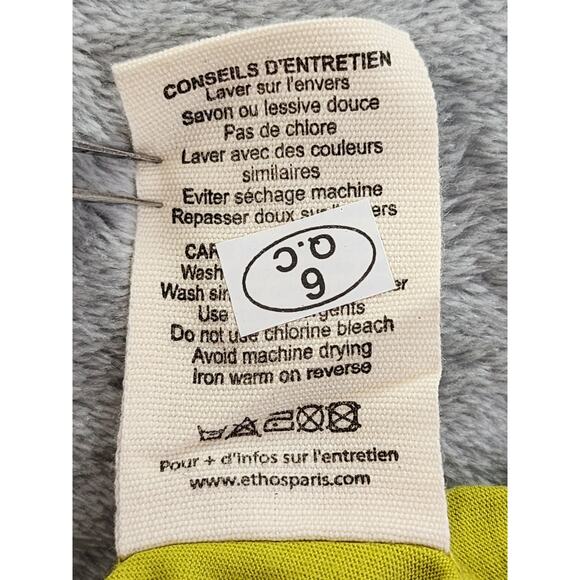 CONSEILS D'ENTRETIEN
Laver sur l'envers
Savon ou lessive douce
Pas de chlore
Laver avec des couleurs
similaires
Eviter séchage machine
Repasser doux sur l'envers
6
Q.C
Wash
Wash
Use
Do not use chlorine bleach
Avoid machine drying
Iron warm on reverse
Pour + d'infos sur l'entretien
www.ethosparis.com